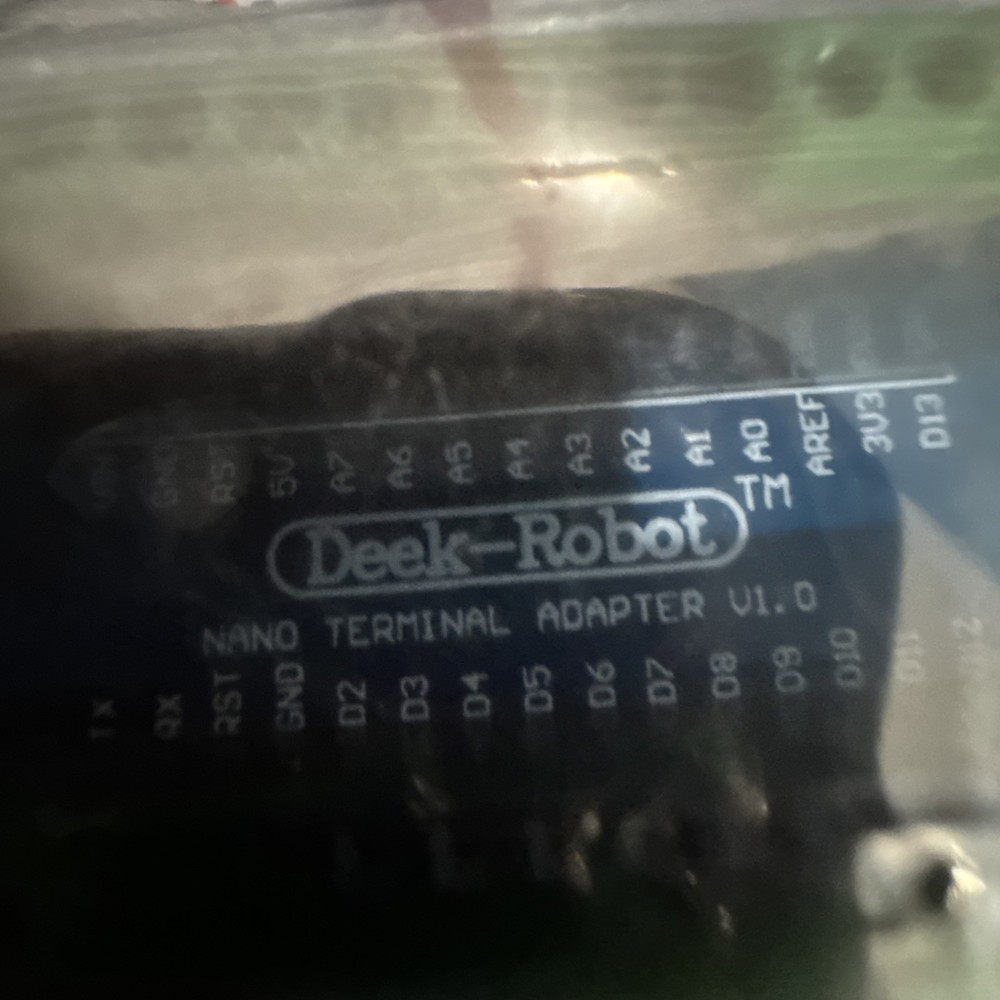 VIN GND RST 5V A7 A6 A5 A4 A3 A2 A1 A0 AREF 3V3 D13
Deek-Robot TM
NANO TERMINAL ADAPTER V1.0
TX RX RST GND D2 D3 D4 D5 D6 D7 D8 D9 D10 D11 D12